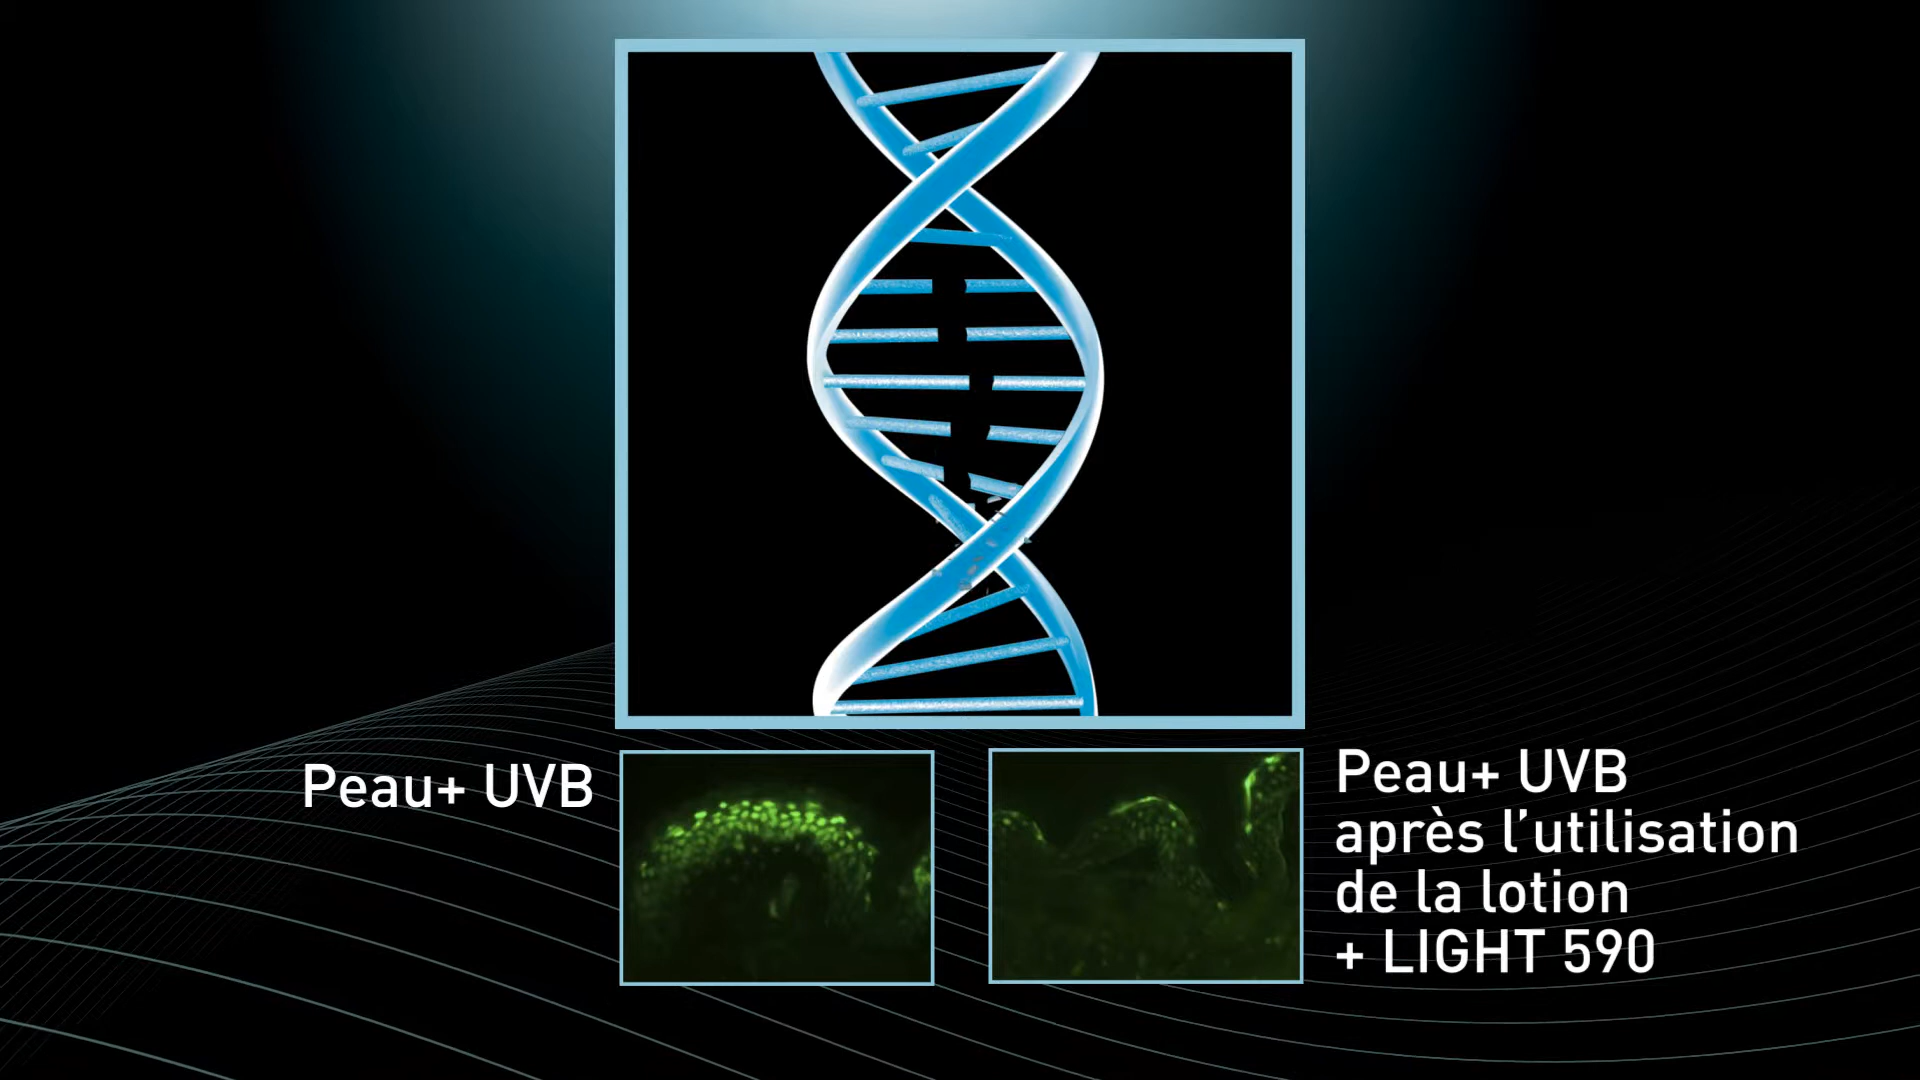 Peau+ UVB
Peau+ UVB
après l’utilisation
de la lotion
+ LIGHT 590